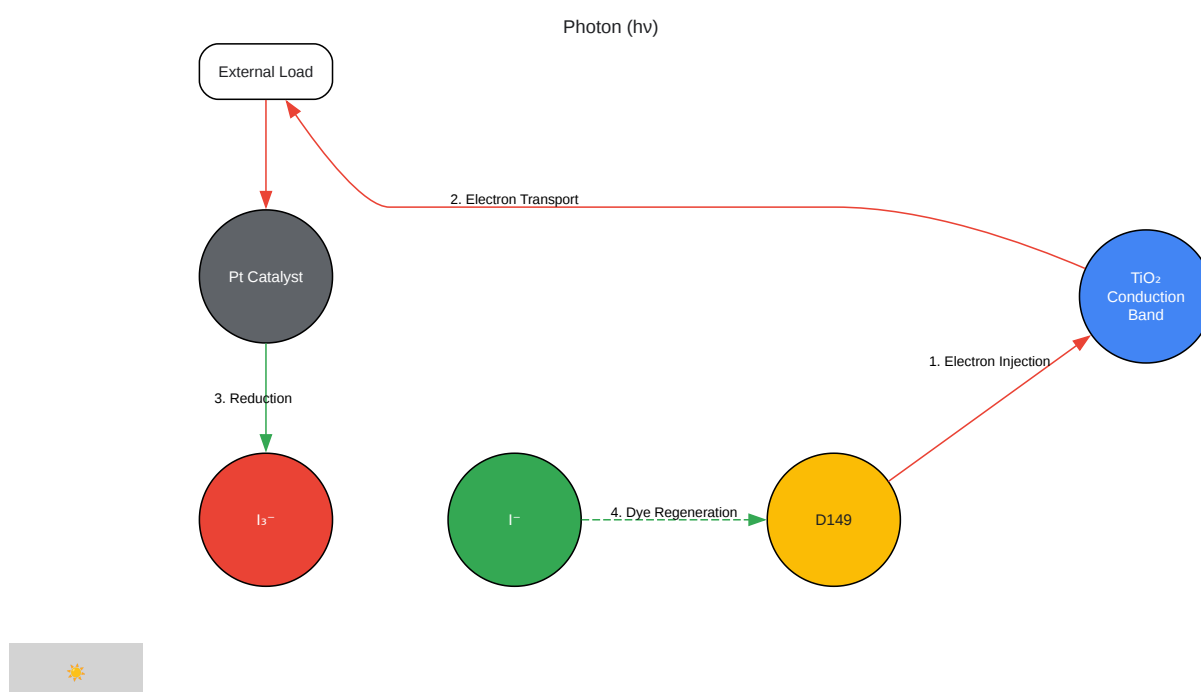 Photon (hν)
External Load
2. Electron Transport
Pt Catalyst
TiO₂
Conduction
Band
1. Electron Injection
3. Reduction
I₃⁻
I⁻
4. Dye Regeneration
D149